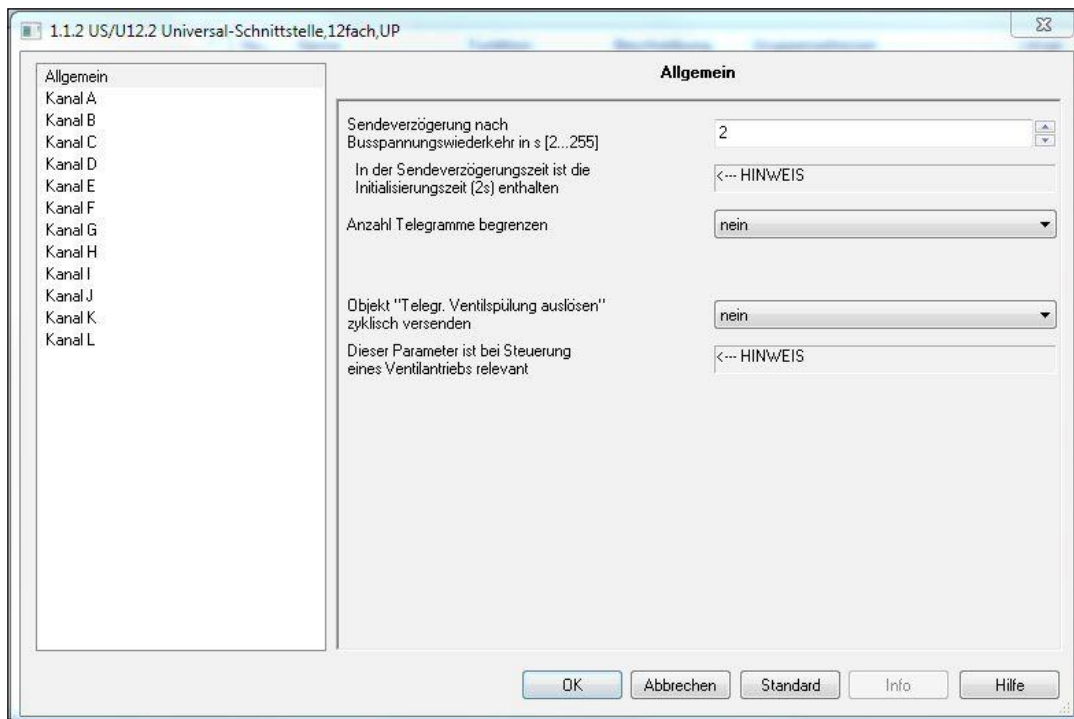 1.1.2 US/U12.2 Universal-Schnittstelle,12fach,UP
Allgemein
Kanal A
Kanal B
Kanal C
Kanal D
Kanal E
Kanal F
Kanal G
Kanal H
Kanal I
Kanal J
Kanal K
Kanal L
Allgemein
Sendeverzögerung nach
Busspannungswiederkehr in s [2...255]
2
In der Sendeverzögerungszeit ist die
Initialisierungszeit (2s) enthalten
<--- HINWEIS
Anzahl Telegramme begrenzen
nein
Objekt "Telegr. Ventilspülung auslösen"
zyklisch versenden
nein
Dieser Parameter ist bei Steuerung
eines Ventilantriebs relevant
<--- HINWEIS
OK
Abbrechen
Standard
Info
Hilfe